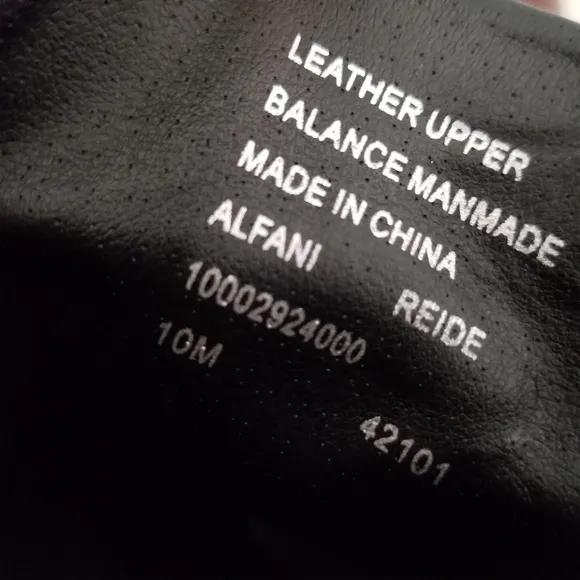 LEATHER UPPER
BALANCE MANMADE
MADE IN CHINA
ALFANI REIDE
10002924000
10M 42101